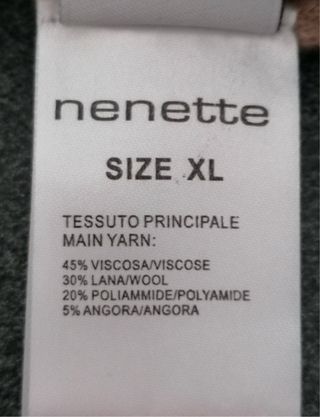 nenette
SIZE XL
TESSUTO PRINCIPALE
MAIN YARN:
45% VISCOSA/VISCOSE
30% LANA/WOOL
20% POLIAMMIDE/POLYAMIDE
5% ANGORA/ANGORA